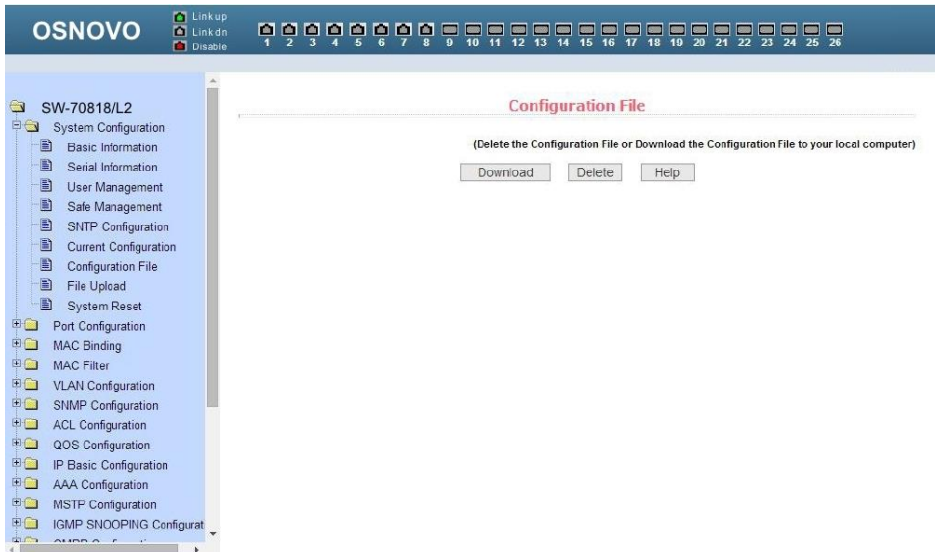 OSNOVO
Link up
Link dn
Disable
1 2 3 4 5 6 7 8 9 10 11 12 13 14 15 16 17 18 19 20 21 22 23 24 25 26
SW-70818/L2
System Configuration
Basic Information
Serial Information
User Management
Safe Management
SNTP Configuration
Current Configuration
Configuration File
File Upload
System Reset
Port Configuration
MAC Binding
MAC Filter
VLAN Configuration
SNMP Configuration
ACL Configuration
QOS Configuration
IP Basic Configuration
AAA Configuration
MSTP Configuration
IGMP SNOOPING Configurat
Configuration File
(Delete the Configuration File or Download the Configuration File to your local computer)
Download Delete Help